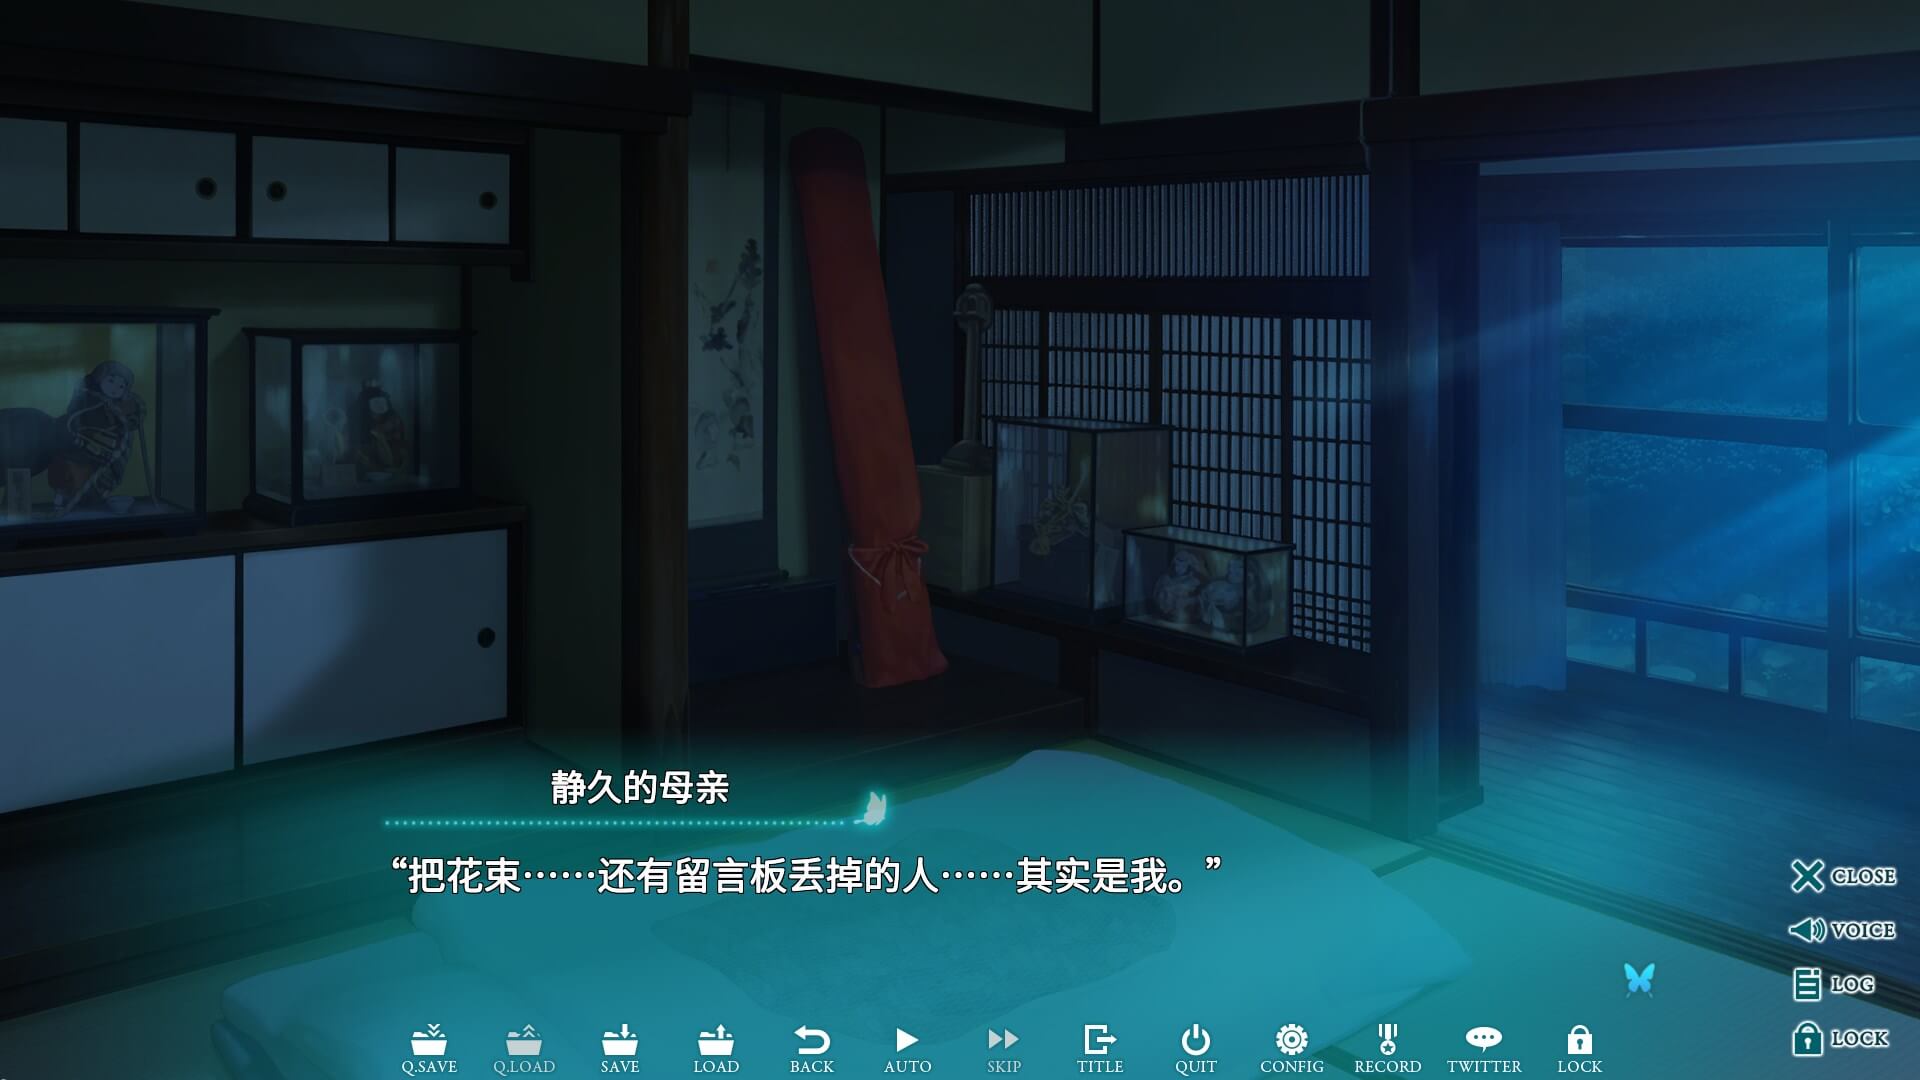 静久的母亲
“把花束……还有留言板丢掉的人……其实是我。”
CLOSE
VOICE
LOG
LOCK
Q.SAVE
Q.LOAD
SAVE
LOAD
BACK
AUTO
SKIP
TITLE
QUIT
CONFIG
RECORD
TWITTER
LOCK